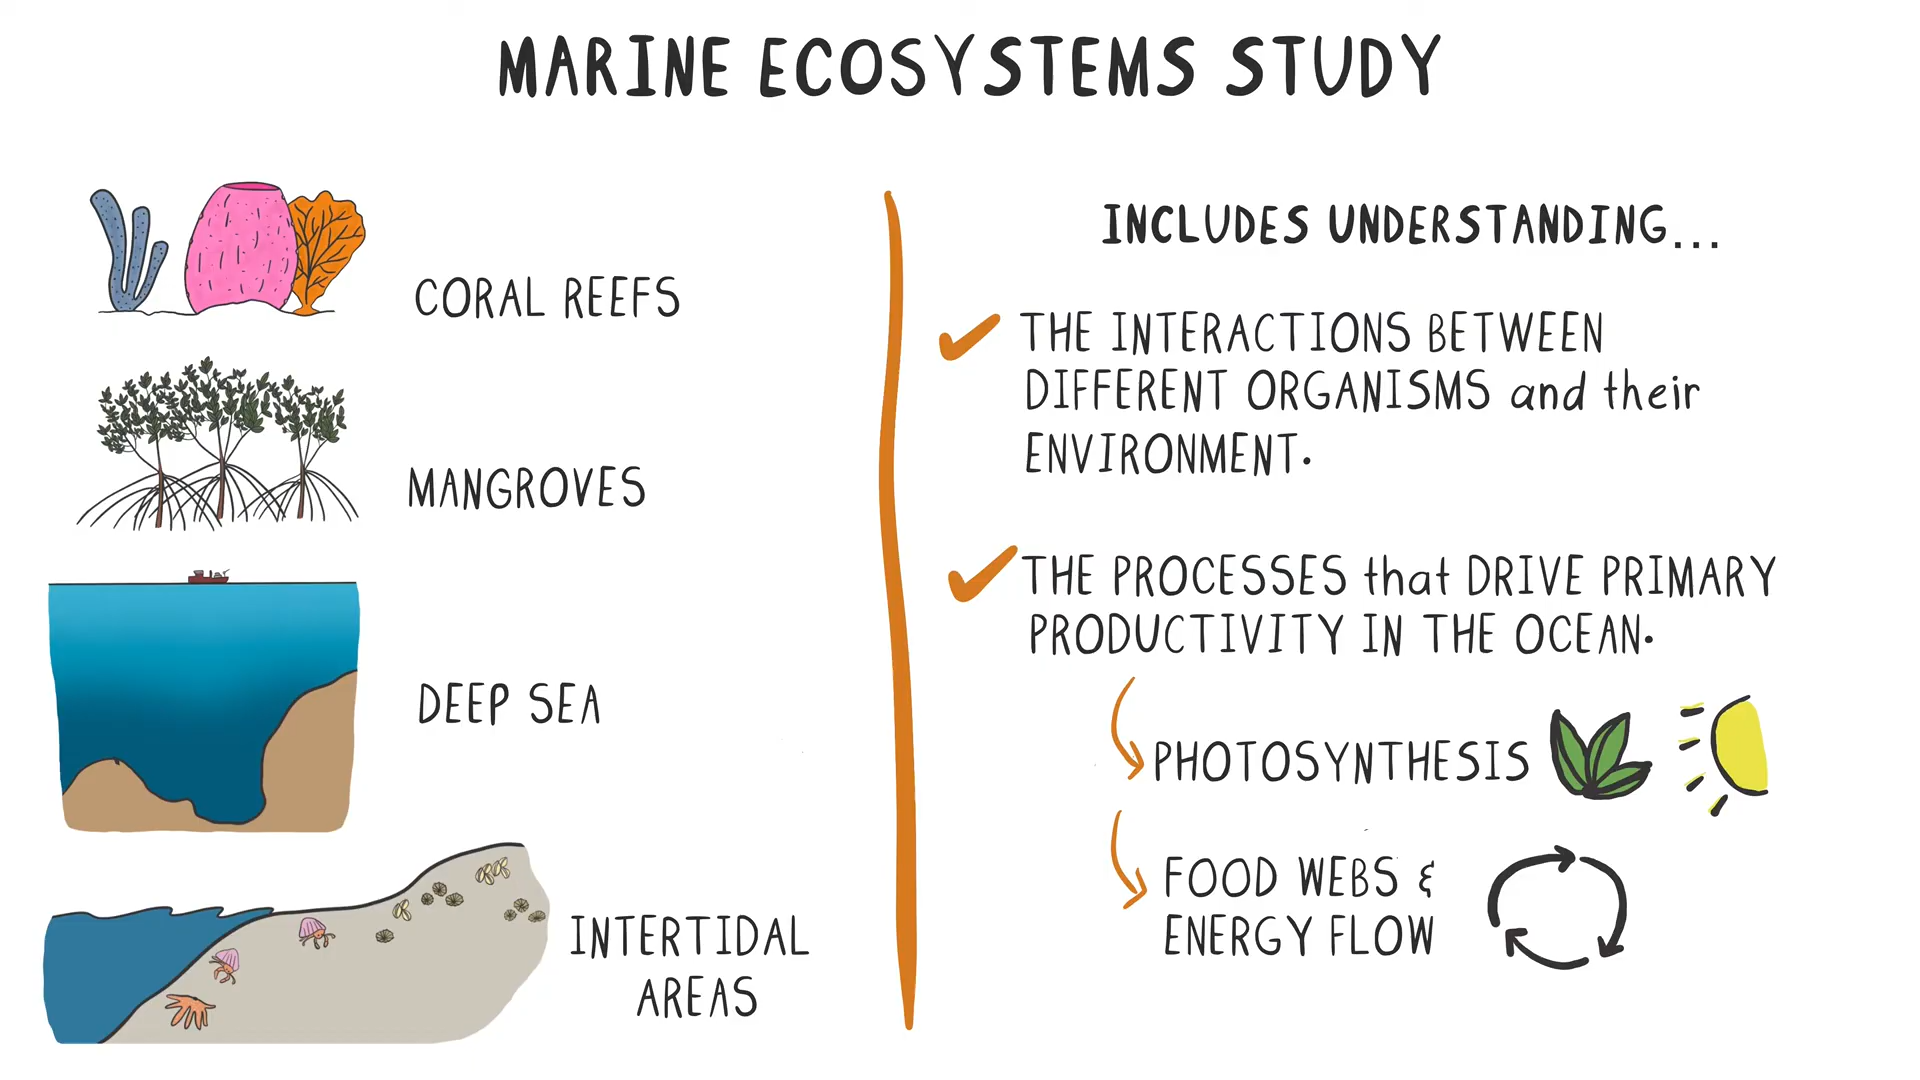 MARINE ECOSYSTEMS STUDY
CORAL REEFS
MANGROVES
DEEP SEA
INTERTIDAL
AREAS
INCLUDES UNDERSTANDING...
THE INTERACTIONS BETWEEN
DIFFERENT ORGANISMS and their
ENVIRONMENT.
THE PROCESSES that DRIVE PRIMARY
PRODUCTIVITY IN THE OCEAN.
PHOTOSYNTHESIS
FOOD WEBS &
ENERGY FLOW